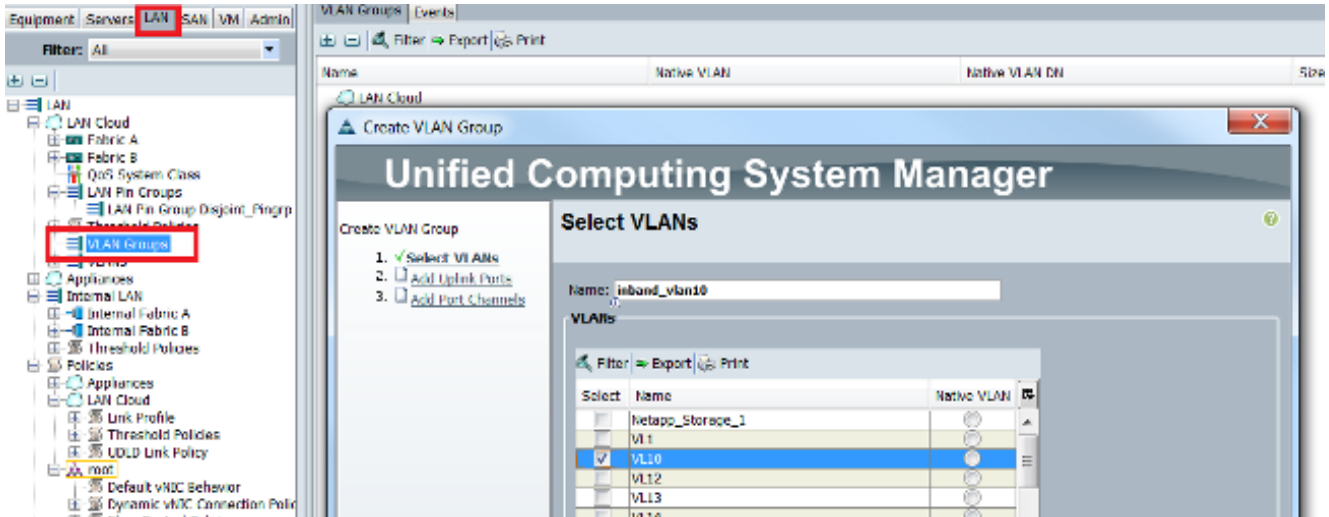 Equipment Servers LAN SAN VM Admin
Filter: All
LAN
LAN Cloud
Fabric A
Fabric B
QoS System Class
LAN Pin Groups
LAN Pin Group Disjoint_Pingrp
Threshold Policies
VLAN Groups
VLANs
Appliances
Internal LAN
Internal Fabric A
Internal Fabric B
Threshold Policies
Policies
Appliances
LAN Cloud
Link Profile
Threshold Policies
UDLD Link Policy
root
Default vNIC Behavior
Dynamic vNIC Connection Polic
VLAN Groups Events
Filter Export Print
Name Native VLAN Native VLAN DN Size
LAN Cloud
Create VLAN Group
Unified Computing System Manager
Create VLAN Group
1. Select VLANs
2. Add Uplink Ports
3. Add Port Channels
Select VLANs
Name: inband_vlan10
VLANs
Filter Export Print
Select Name Native VLAN
Netapp_Storage_1
VL1
VL10
VL12
VL13
VL14